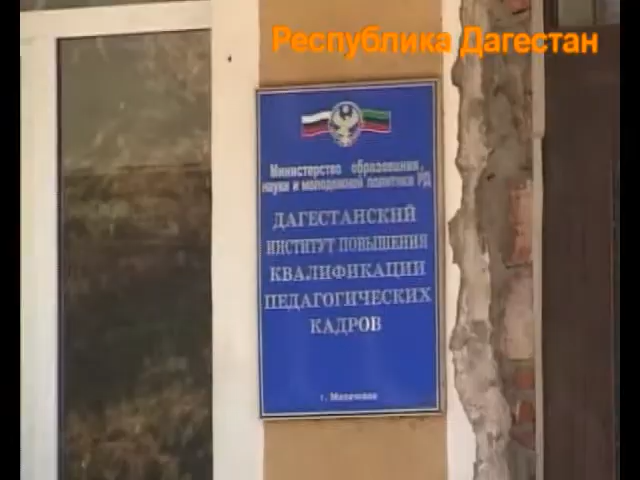 Республика Дагестан
Министерство образования,
науки и молодежной политики РД
ДАГЕСТАНСКИЙ
ИНСТИТУТ ПОВЫШЕНИЯ
КВАЛИФИКАЦИИ
ПЕДАГОГИЧЕСКИХ
КАДРОВ
г. Махачкала